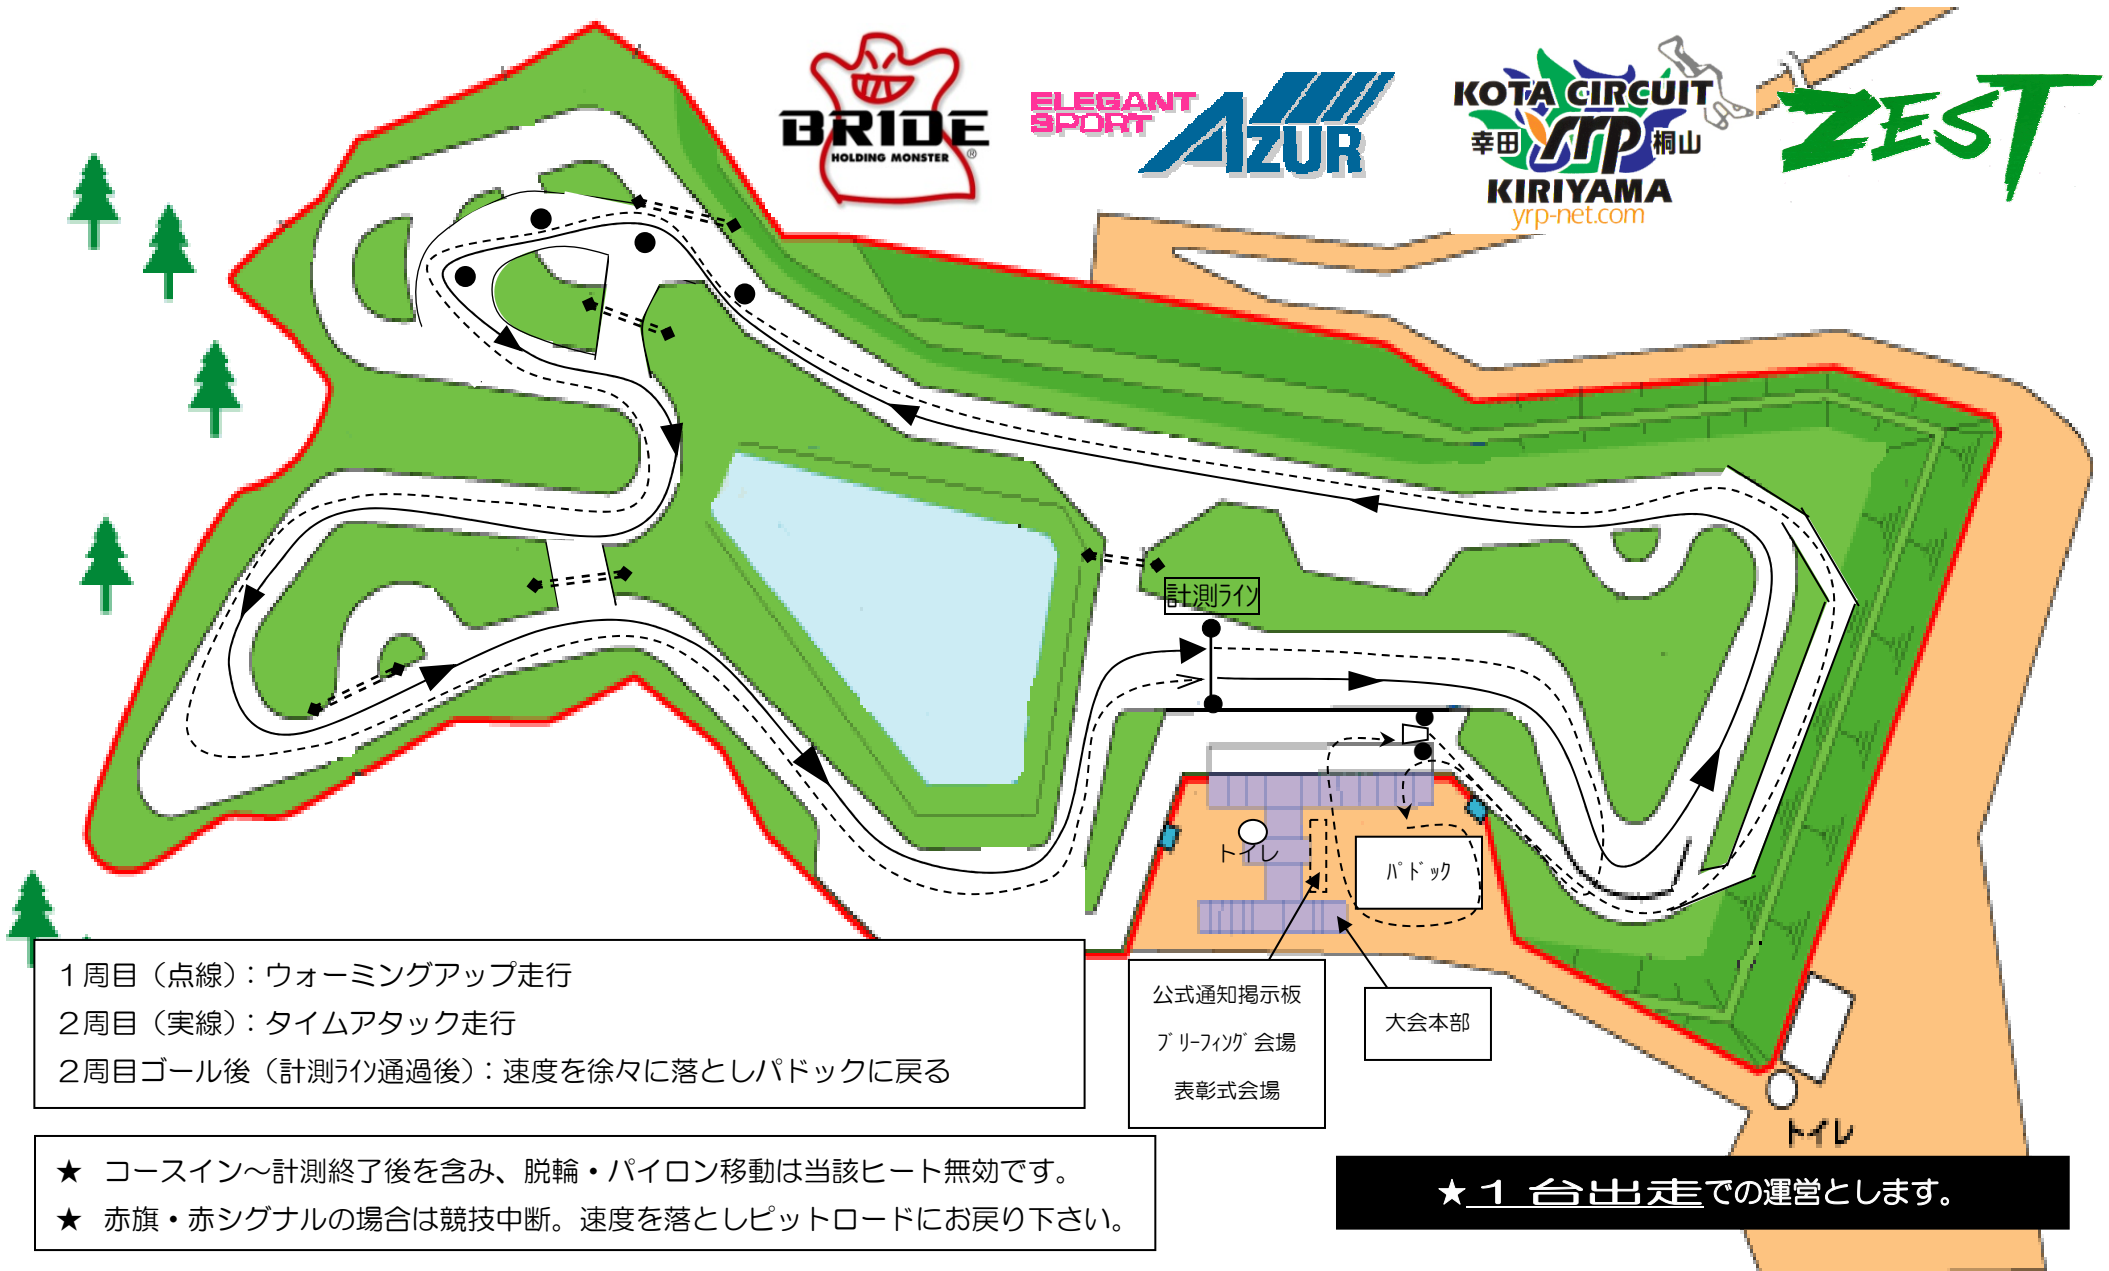 BRIDE
HOLDING MONSTER
®
ELEGANT
SPORT
AZUR
KOTA CIRCUIT
幸田 yrp 桐山
KIRIYAMA
yrp-net.com
ZEST
計測ﾗｲﾝ
トイレ
ﾊﾟﾄﾞｯｸ
１周目（点線）：ウォーミングアップ走行
２周目（実線）：タイムアタック走行
２周目ゴール後（計測ﾗｲﾝ通過後）：速度を徐々に落としパドックに戻る
公式通知掲示板
ﾌﾞﾘｰﾌｨﾝｸﾞ会場
表彰式会場
大会本部
トイレ
★ コースイン～計測終了後を含み、脱輪・パイロン移動は当該ヒート無効です。
★ 赤旗・赤シグナルの場合は競技中断。速度を落としピットロードにお戻り下さい。
★１台出走での運営とします。